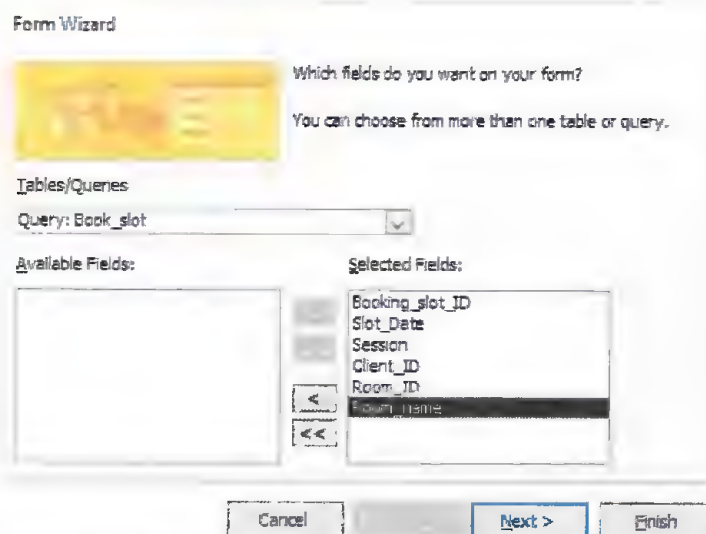 Form Wizard
Which fields do you want on your form?
You can choose from more than one table or query.
Tables/Queries
Query: Book_slot
Available Fields:
Selected Fields:
Booking_slot_ID
Slot_Date
Session
Client_ID
Room_ID
Room_name
<
<<
Cancel
Next >
Finish